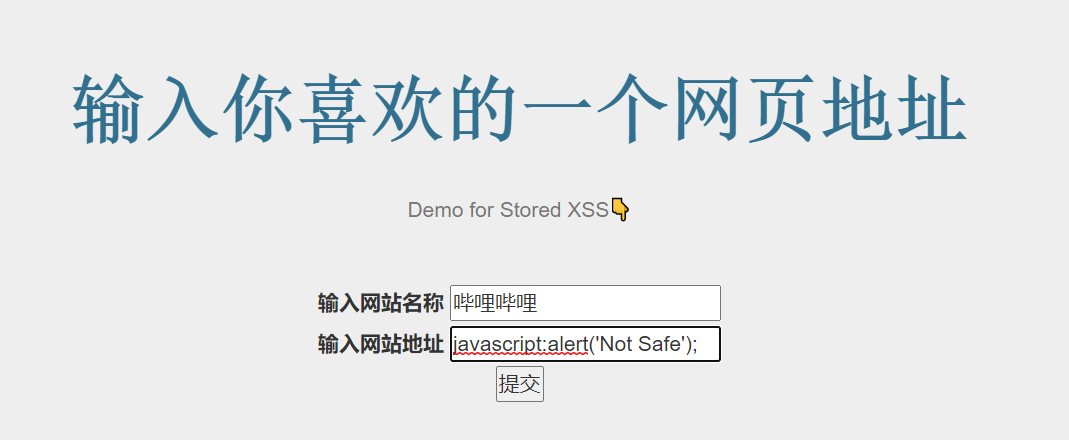 输入你喜欢的一个网页地址
Demo for Stored XSS👇
输入网站名称 哔哩哔哩
输入网站地址 javascript:alert('Not Safe');
提交